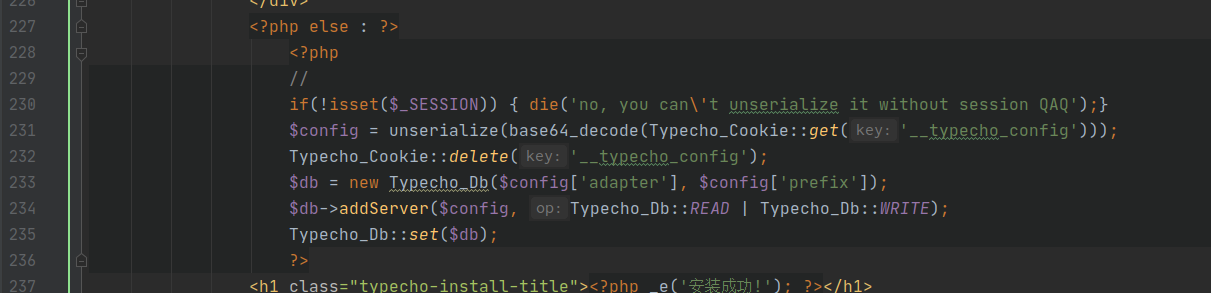 226 </div>
227 <?php else : ?>
228 <?php
229 //
230 if(!isset($_SESSION)) { die('no, you can\'t unserialize it without session QAQ');}
231 $config = unserialize(base64_decode(Typecho_Cookie::get( key: '__typecho_config')));
232 Typecho_Cookie::delete( key: '__typecho_config');
233 $db = new Typecho_Db($config['adapter'], $config['prefix']);
234 $db->addServer($config, op: Typecho_Db::READ | Typecho_Db::WRITE);
235 Typecho_Db::set($db);
236 ?>
237 <h1 class="typecho-install-title"><?php _e('安装成功!'); ?></h1>